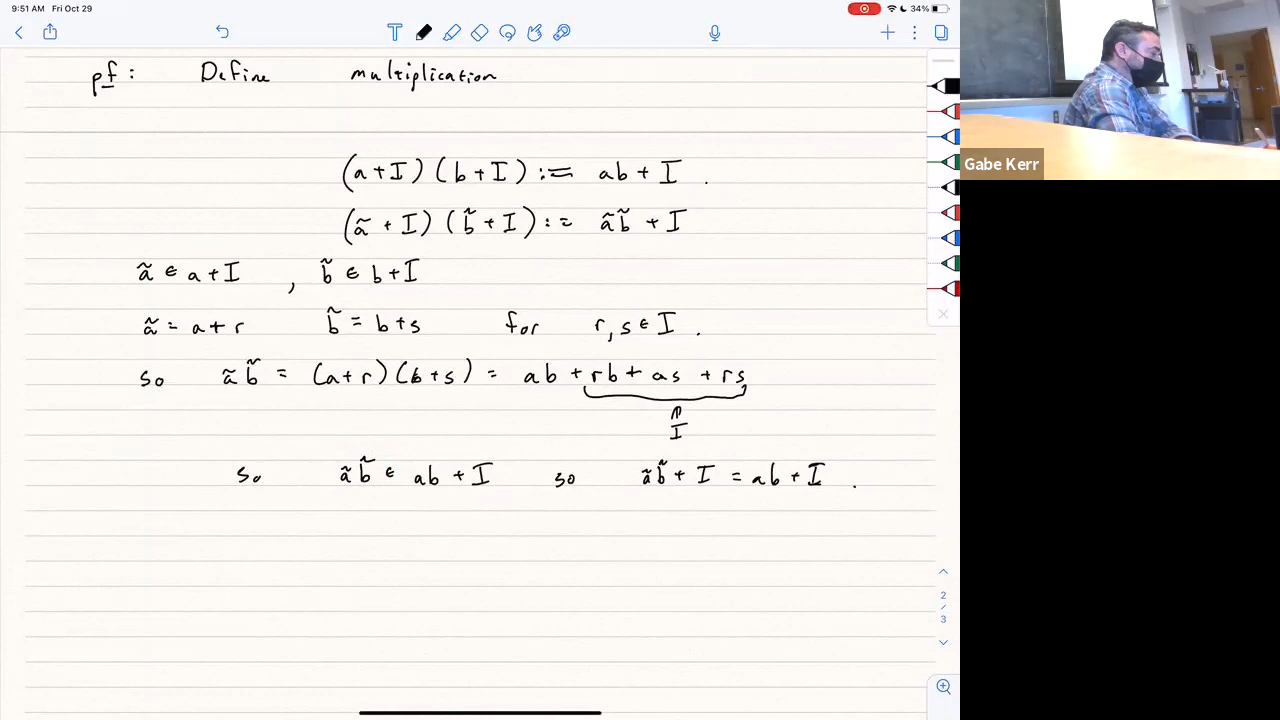 9:51 AM Fri Oct 29
34%
pf: Define multiplication
(a+I)(b+I) := ab + I.
(ã + I)(b̃ + I) := ãb̃ + I
ã ∈ a+I , b̃ ∈ b+I
ã = a+r b̃ = b+s for r, s ∈ I.
so ãb̃ = (a+r)(b+s) = ab + rb + as + rs
∈
I
so ãb̃ ∈ ab + I so ãb̃ + I = ab + I.
Gabe Kerr
2
/
3